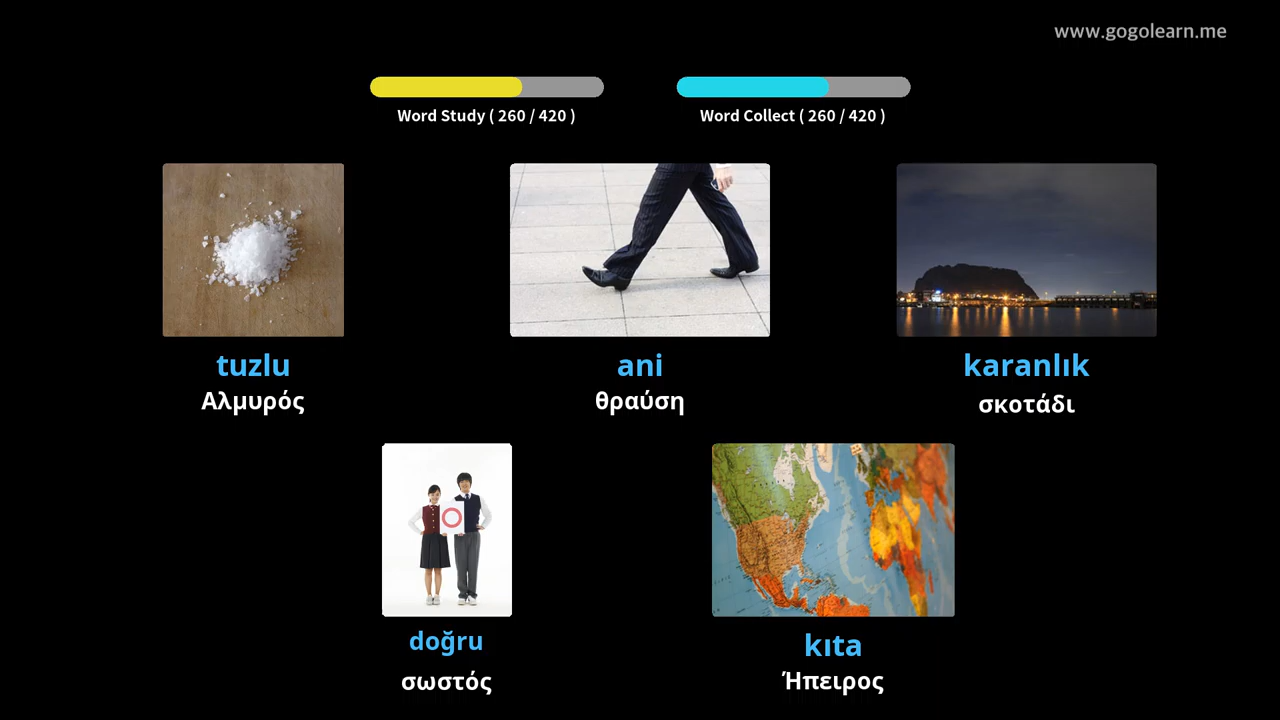 www.gogolearn.me
Word Study ( 260 / 420 )
Word Collect ( 260 / 420 )
tuzlu
Αλμυρός
ani
θραύση
karanlık
σκοτάδι
doğru
σωστός
kıta
Ήπειρος